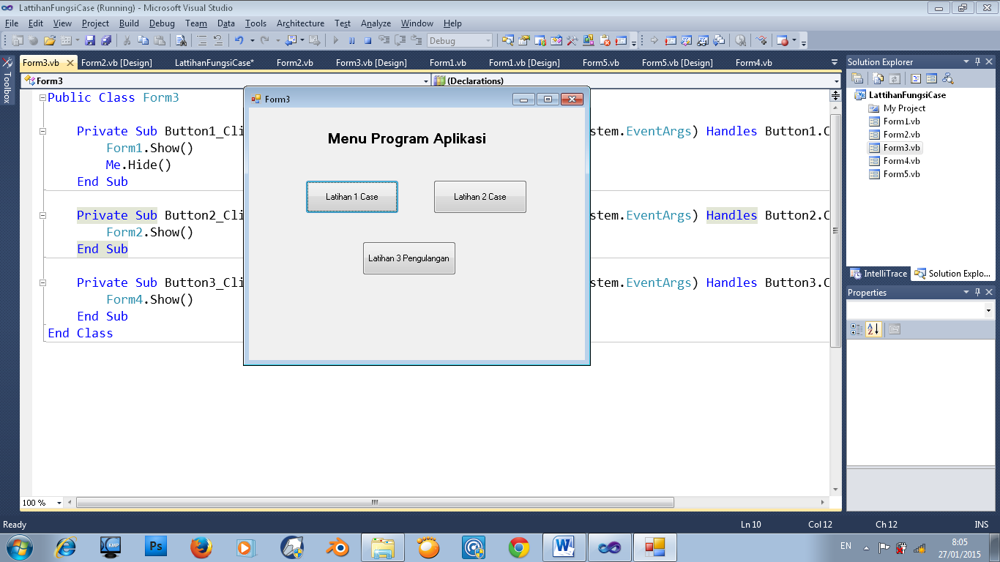 LattihanFungsiCase (Running) - Microsoft Visual Studio
File Edit View Project Build Debug Team Data Tools Architecture Test Analyze Window Help
Debug
Form3.vb Form2.vb [Design] LattihanFungsiCase* Form2.vb Form3.vb [Design] Form1.vb Form1.vb [Design] Form5.vb Form5.vb [Design] Form4.vb
Toolbox
Form3 (Declarations)
Public Class Form3
Private Sub Button1_Cli stem.EventArgs) Handles Button1.C
Form1.Show()
Me.Hide()
End Sub
Private Sub Button2_Cli stem.EventArgs) Handles Button2.C
Form2.Show()
End Sub
Private Sub Button3_Cli stem.EventArgs) Handles Button3.C
Form4.Show()
End Sub
End Class
100 %
Form3
Menu Program Aplikasi
Latihan 1 Case Latihan 2 Case
Latihan 3 Pengulangan
Solution Explorer
LattihanFungsiCase
My Project
Form1.vb
Form2.vb
Form3.vb
Form4.vb
Form5.vb
IntelliTrace Solution Explo...
Properties
Ready Ln 10 Col 12 Ch 12 INS
KMP Ps W EN 8:05
27/01/2015